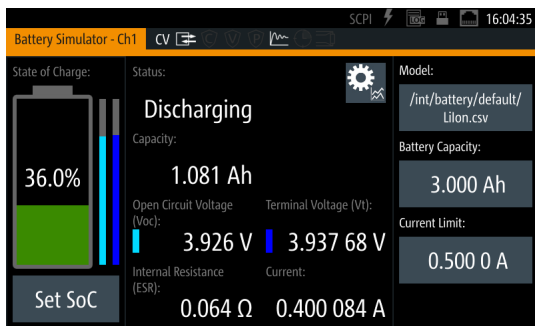 SCPI LOG 16:04:35
Battery Simulator - Ch1 CV
State of Charge:
36.0%
Set SoC
Status:
Discharging
Capacity:
1.081 Ah
Open Circuit Voltage
(Voc):
3.926 V
Terminal Voltage (Vt):
3.937 68 V
Internal Resistance
(ESR):
0.064 Ω
Current:
0.400 084 A
Model:
/int/battery/default/
LiIon.csv
Battery Capacity:
3.000 Ah
Current Limit:
0.500 0 A